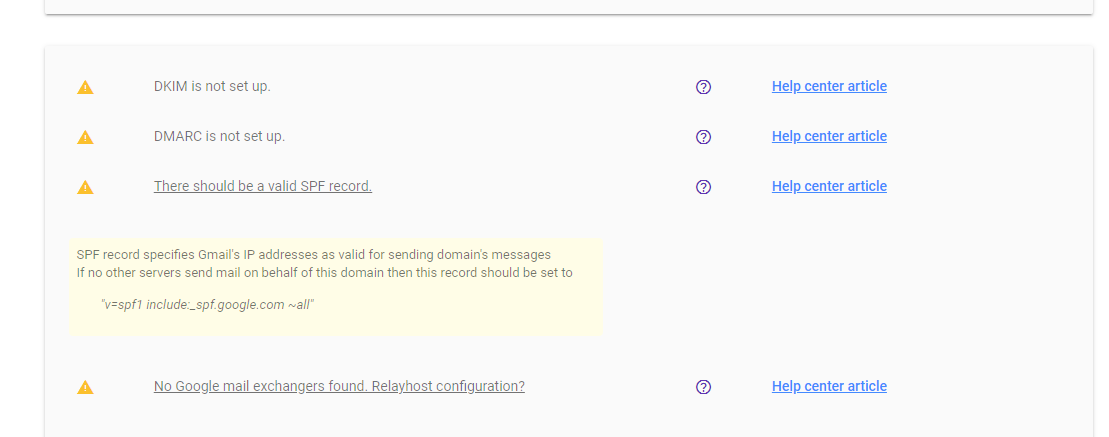 DKIM is not set up. Help center article
DMARC is not set up. Help center article
There should be a valid SPF record. Help center article
SPF record specifies Gmail's IP addresses as valid for sending domain's messages
If no other servers send mail on behalf of this domain then this record should be set to
"v=spf1 include:_spf.google.com ~all"
No Google mail exchangers found. Relayhost configuration? Help center article